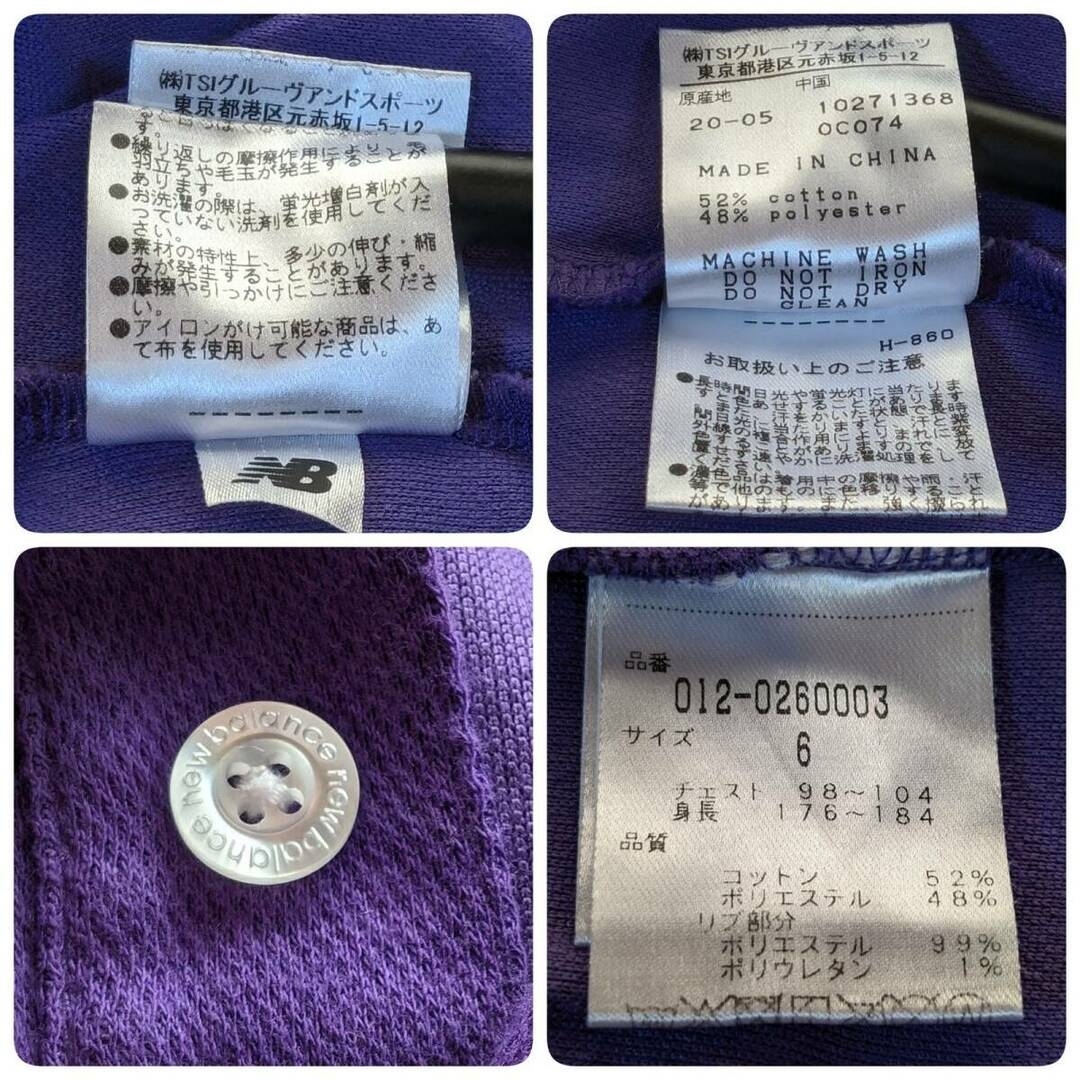 ㈱TSIグルーヴアンドスポーツ
東京都港区元赤坂1-5-12
す。
●繰り返しの摩擦作用により
羽立ちや毛玉が発生することが
あります。
●お洗濯の際は、蛍光増白剤が入
っていない洗剤を使用してくだ
さい。
●素材の特性上、多少の伸び・縮
みが発生することがあります。
●摩擦や引っかけにご注意くださ
い。
●アイロンがけ可能な商品は、あ
て布を使用してください。
NB
㈱TSIグルーヴアンドスポーツ
東京都港区元赤坂1-5-12
原産地 中国
20-05 10271368
0C074
MADE IN CHINA
52% cotton
48% polyester
MACHINE WASH
DO NOT IRON
DO NOT DRY
CLEAN
H-860
お取扱い上のご注意
new balance new balance
品番
012-0260003
サイズ
6
チェスト 98～104
身長 176～184
品質
コットン 52%
ポリエステル 48%
リブ部分
ポリエステル 99%
ポリウレタン 1%